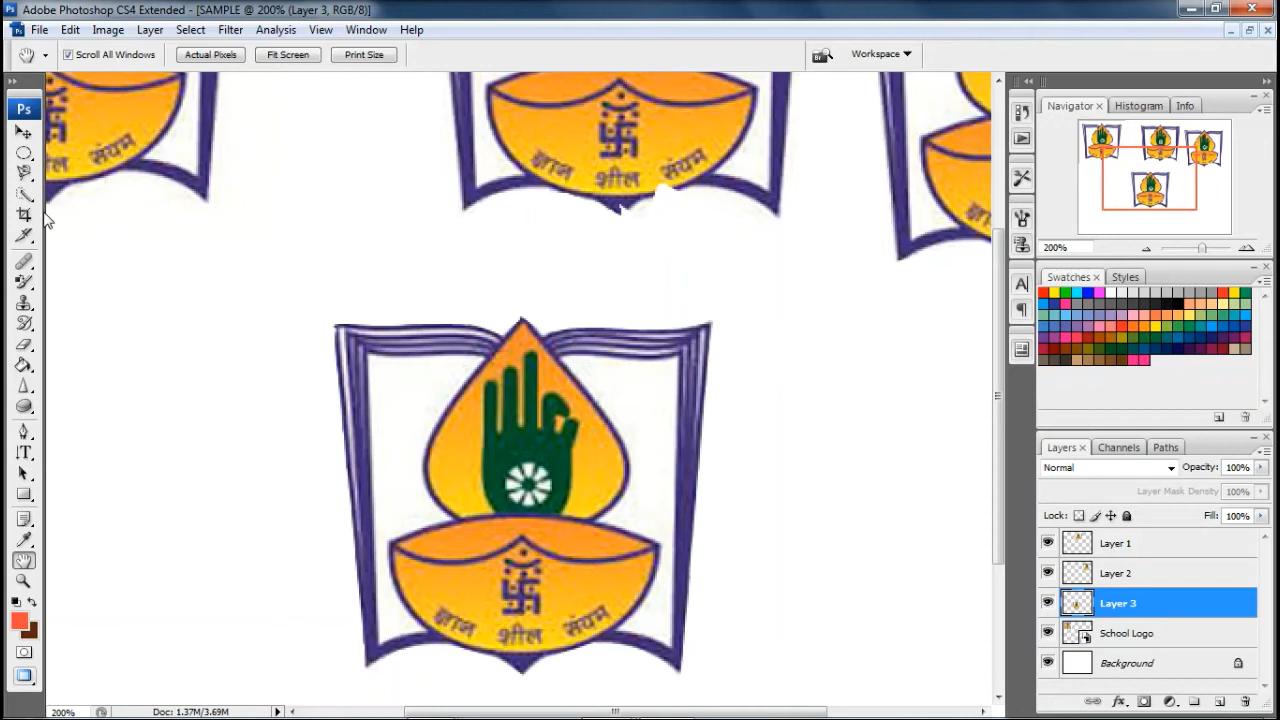 Adobe Photoshop CS4 Extended - [SAMPLE @ 200% (Layer 3, RGB/8)]
File Edit Image Layer Select Filter Analysis View Window Help
Scroll All Windows Actual Pixels Fit Screen Print Size Workspace
Ps
Navigator Histogram Info
शील संयम
ज्ञान शील संयम
200%
Swatches Styles
Layers Channels Paths
Normal Opacity: 100%
Layer Mask Density 100%
Lock: Fill: 100%
Layer 1
Layer 2
Layer 3
School Logo
Background
ज्ञान शील संयम
200% Doc: 1.37M/3.69M